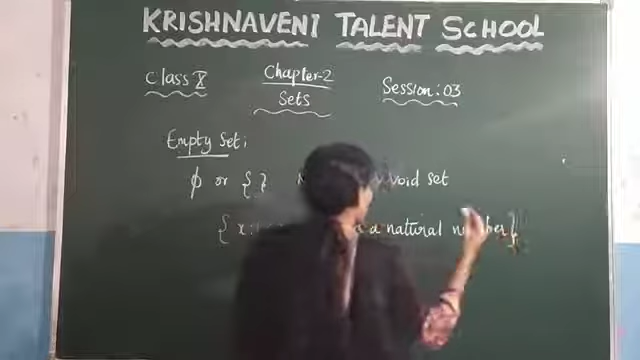 KRISHNAVENI TALENT SCHOOL
Class X Chapter-2 Session: 03
Sets
Empty Set:
ϕ or { } void set
{ x: a natural number}